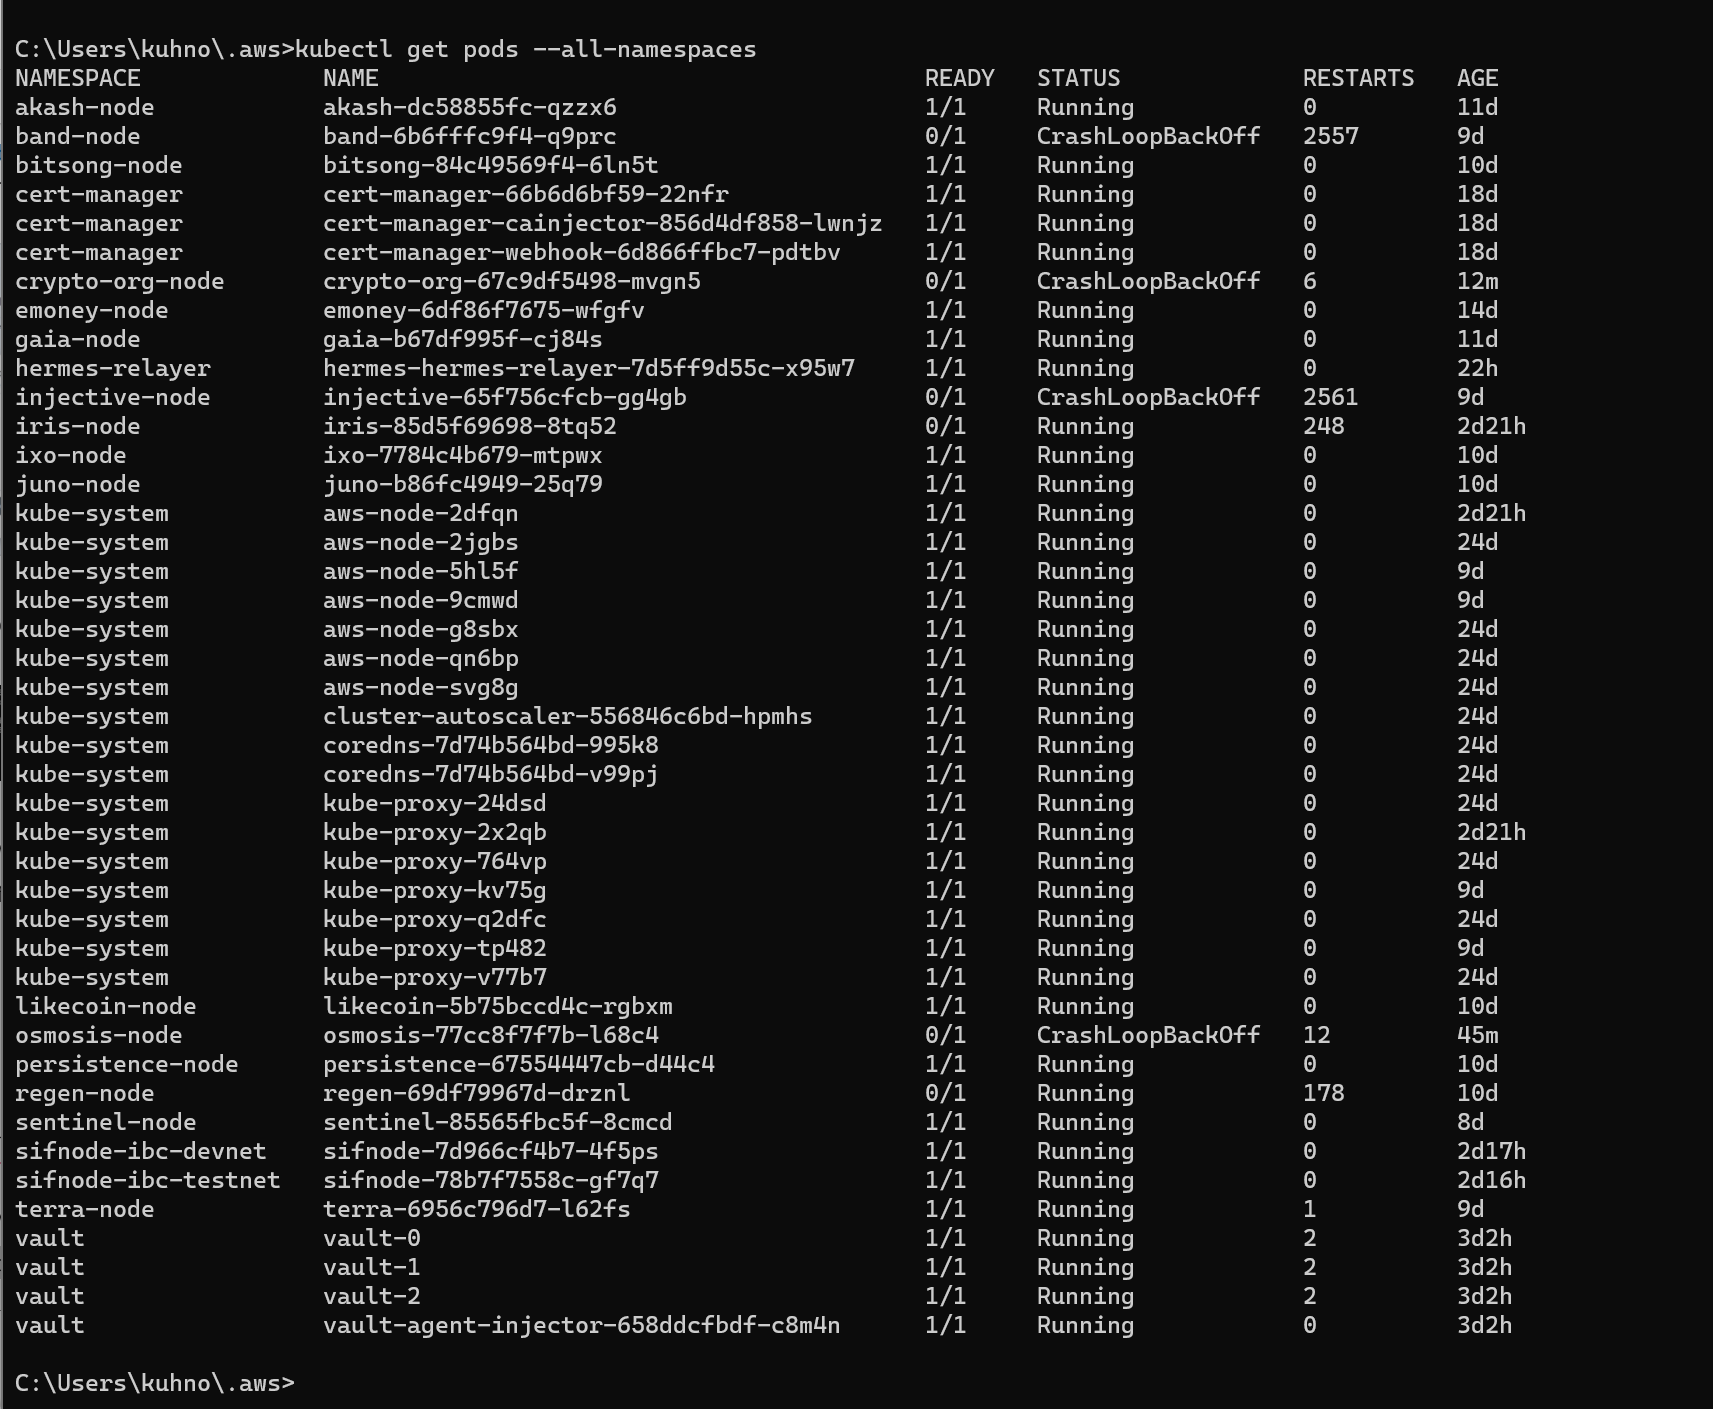 C:\Users\kuhno\.aws>kubectl get pods --all-namespaces
NAMESPACE             NAME                                       READY   STATUS             RESTARTS   AGE
akash-node            akash-dc58855fc-qzzx6                      1/1     Running            0          11d
band-node             band-6b6fffc9f4-q9prc                      0/1     CrashLoopBackOff   2557       9d
bitsong-node          bitsong-84c49569f4-6ln5t                   1/1     Running            0          10d
cert-manager          cert-manager-66b6d6bf59-22nfr              1/1     Running            0          18d
cert-manager          cert-manager-cainjector-856d4df858-lwnjz   1/1     Running            0          18d
cert-manager          cert-manager-webhook-6d866ffbc7-pdtbv      1/1     Running            0          18d
crypto-org-node       crypto-org-67c9df5498-mvgn5                0/1     CrashLoopBackOff   6          12m
emoney-node           emoney-6df86f7675-wfgfv                    1/1     Running            0          14d
gaia-node             gaia-b67df995f-cj84s                       1/1     Running            0          11d
hermes-relayer        hermes-hermes-relayer-7d5ff9d55c-x95w7     1/1     Running            0          22h
injective-node        injective-65f756cfcb-gg4gb                 0/1     CrashLoopBackOff   2561       9d
iris-node             iris-85d5f69698-8tq52                      0/1     Running            248        2d21h
ixo-node              ixo-7784c4b679-mtpwx                       1/1     Running            0          10d
juno-node             juno-b86fc4949-25q79                       1/1     Running            0          10d
kube-system           aws-node-2dfqn                             1/1     Running            0          2d21h
kube-system           aws-node-2jgbs                             1/1     Running            0          24d
kube-system           aws-node-5hl5f                             1/1     Running            0          9d
kube-system           aws-node-9cmwd                             1/1     Running            0          9d
kube-system           aws-node-g8sbx                             1/1     Running            0          24d
kube-system           aws-node-qn6bp                             1/1     Running            0          24d
kube-system           aws-node-svg8g                             1/1     Running            0          24d
kube-system           cluster-autoscaler-556846c6bd-hpmhs        1/1     Running            0          24d
kube-system           coredns-7d74b564bd-995k8                   1/1     Running            0          24d
kube-system           coredns-7d74b564bd-v99pj                   1/1     Running            0          24d
kube-system           kube-proxy-24dsd                           1/1     Running            0          24d
kube-system           kube-proxy-2x2qb                           1/1     Running            0          2d21h
kube-system           kube-proxy-764vp                           1/1     Running            0          24d
kube-system           kube-proxy-kv75g                           1/1     Running            0          9d
kube-system           kube-proxy-q2dfc                           1/1     Running            0          24d
kube-system           kube-proxy-tp482                           1/1     Running            0          9d
kube-system           kube-proxy-v77b7                           1/1     Running            0          24d
likecoin-node         likecoin-5b75bccd4c-rgbxm                  1/1     Running            0          10d
osmosis-node          osmosis-77cc8f7f7b-l68c4                   0/1     CrashLoopBackOff   12         45m
persistence-node      persistence-67554447cb-d44c4               1/1     Running            0          10d
regen-node            regen-69df79967d-drznl                     0/1     Running            178        10d
sentinel-node         sentinel-85565fbc5f-8cmcd                  1/1     Running            0          8d
sifnode-ibc-devnet    sifnode-7d966cf4b7-4f5ps                   1/1     Running            0          2d17h
sifnode-ibc-testnet   sifnode-78b7f7558c-gf7q7                   1/1     Running            0          2d16h
terra-node            terra-6956c796d7-l62fs                     1/1     Running            1          9d
vault                 vault-0                                    1/1     Running            2          3d2h
vault                 vault-1                                    1/1     Running            2          3d2h
vault                 vault-2                                    1/1     Running            2          3d2h
vault                 vault-agent-injector-658ddcfbdf-c8m4n      1/1     Running            0          3d2h
C:\Users\kuhno\.aws>